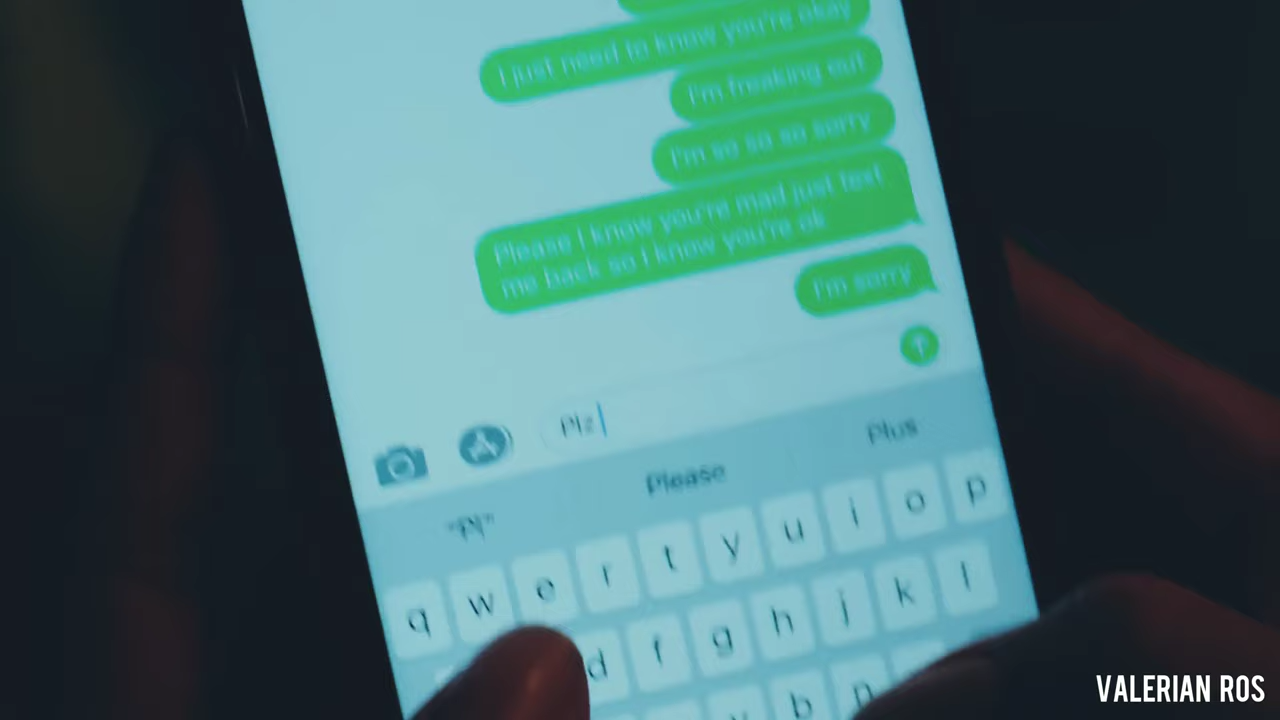 I just need to know you're okay
I'm freaking out
I'm so so so sorry
Please I know you're mad just text
me back so I know you're ok
I'm sorry
Plz
"Pl"
Please
Plus
q w e r t y u i o p
d f g h j k l
v b n
VALERIAN ROS